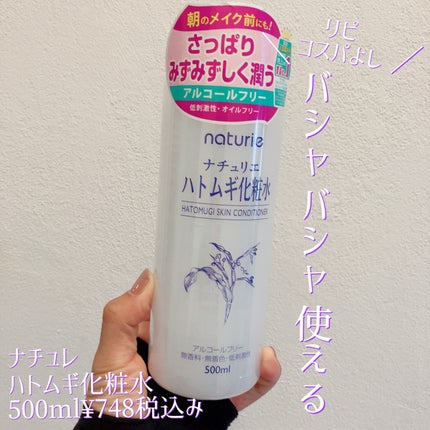 朝のメイク前にも!
さっぱり
みずみずしく潤う
アルコールフリー
低刺激性・オイルフリー
naturie
ナチュリエ
ハトムギ化粧水
HATOMUGI SKIN CONDITIONER
アルコールフリー
無香料・無着色・低刺激性
500ml
リピ
コスパよし
バシャバシャ使える
ナチュレ
ハトムギ化粧水
500ml¥748税込み